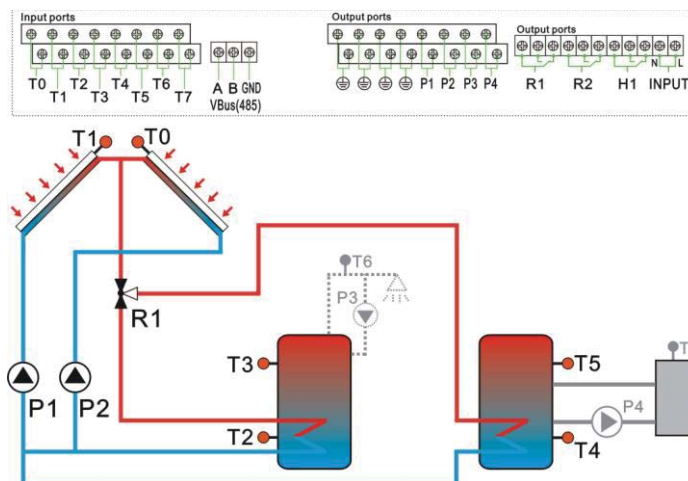 Input ports
T0 T2 T4 T6
T1 T3 T5 T7
A B GND
VBus(485)
Output ports
P1 P2 P3 P4
Output ports
N L
R1 R2 H1 INPUT
T1 T0
T6
P3
R1
T3
T5
T
P1 P2
P4
T2
T4